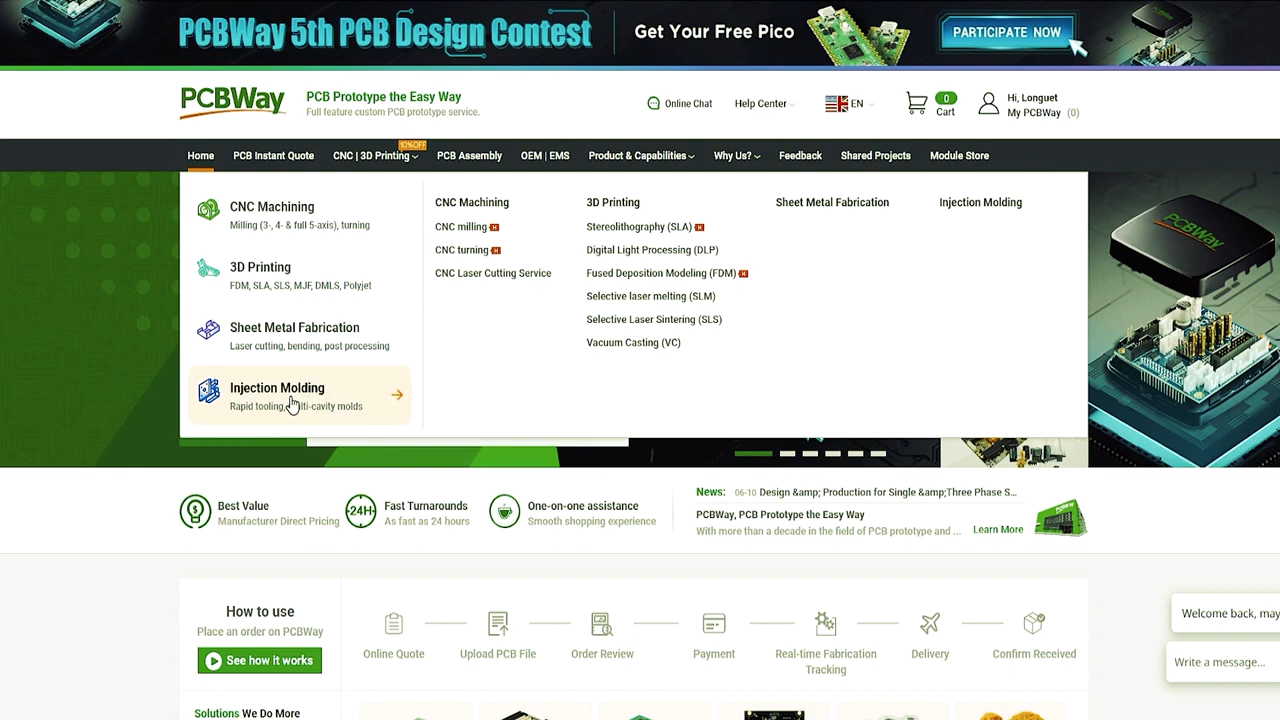 PCBWay 5th PCB Design Contest
Get Your Free Pico
PARTICIPATE NOW
PCBWay
PCB Prototype the Easy Way
Full feature custom PCB prototype service.
Online Chat
Help Center
EN
0
Cart
Hi, Longuet
My PCBWay (0)
Home
PCB Instant Quote
CNC | 3D Printing
10%OFF
PCB Assembly
OEM | EMS
Product & Capabilities
Why Us?
Feedback
Shared Projects
Module Store
CNC Machining
Milling (3-, 4- & full 5-axis), turning
3D Printing
FDM, SLA, SLS, MJF, DMLS, Polyjet
Sheet Metal Fabrication
Laser cutting, bending, post processing
Injection Molding
Rapid tooling, multi-cavity molds
CNC Machining
CNC milling
CNC turning
CNC Laser Cutting Service
3D Printing
Stereolithography (SLA)
Digital Light Processing (DLP)
Fused Deposition Modeling (FDM)
Selective laser melting (SLM)
Selective Laser Sintering (SLS)
Vacuum Casting (VC)
Sheet Metal Fabrication
Injection Molding
PCBWay
Best Value
Manufacturer Direct Pricing
24H
Fast Turnarounds
As fast as 24 hours
One-on-one assistance
Smooth shopping experience
News: 06-10 Design &amp; Production for Single &amp;Three Phase S...
PCBWay, PCB Prototype the Easy Way
With more than a decade in the field of PCB prototype and ...
Learn More
How to use
Place an order on PCBWay
See how it works
Online Quote
Upload PCB File
Order Review
Payment
Real-time Fabrication
Tracking
Delivery
Confirm Received
Welcome back, may
Write a message...
Solutions We Do More